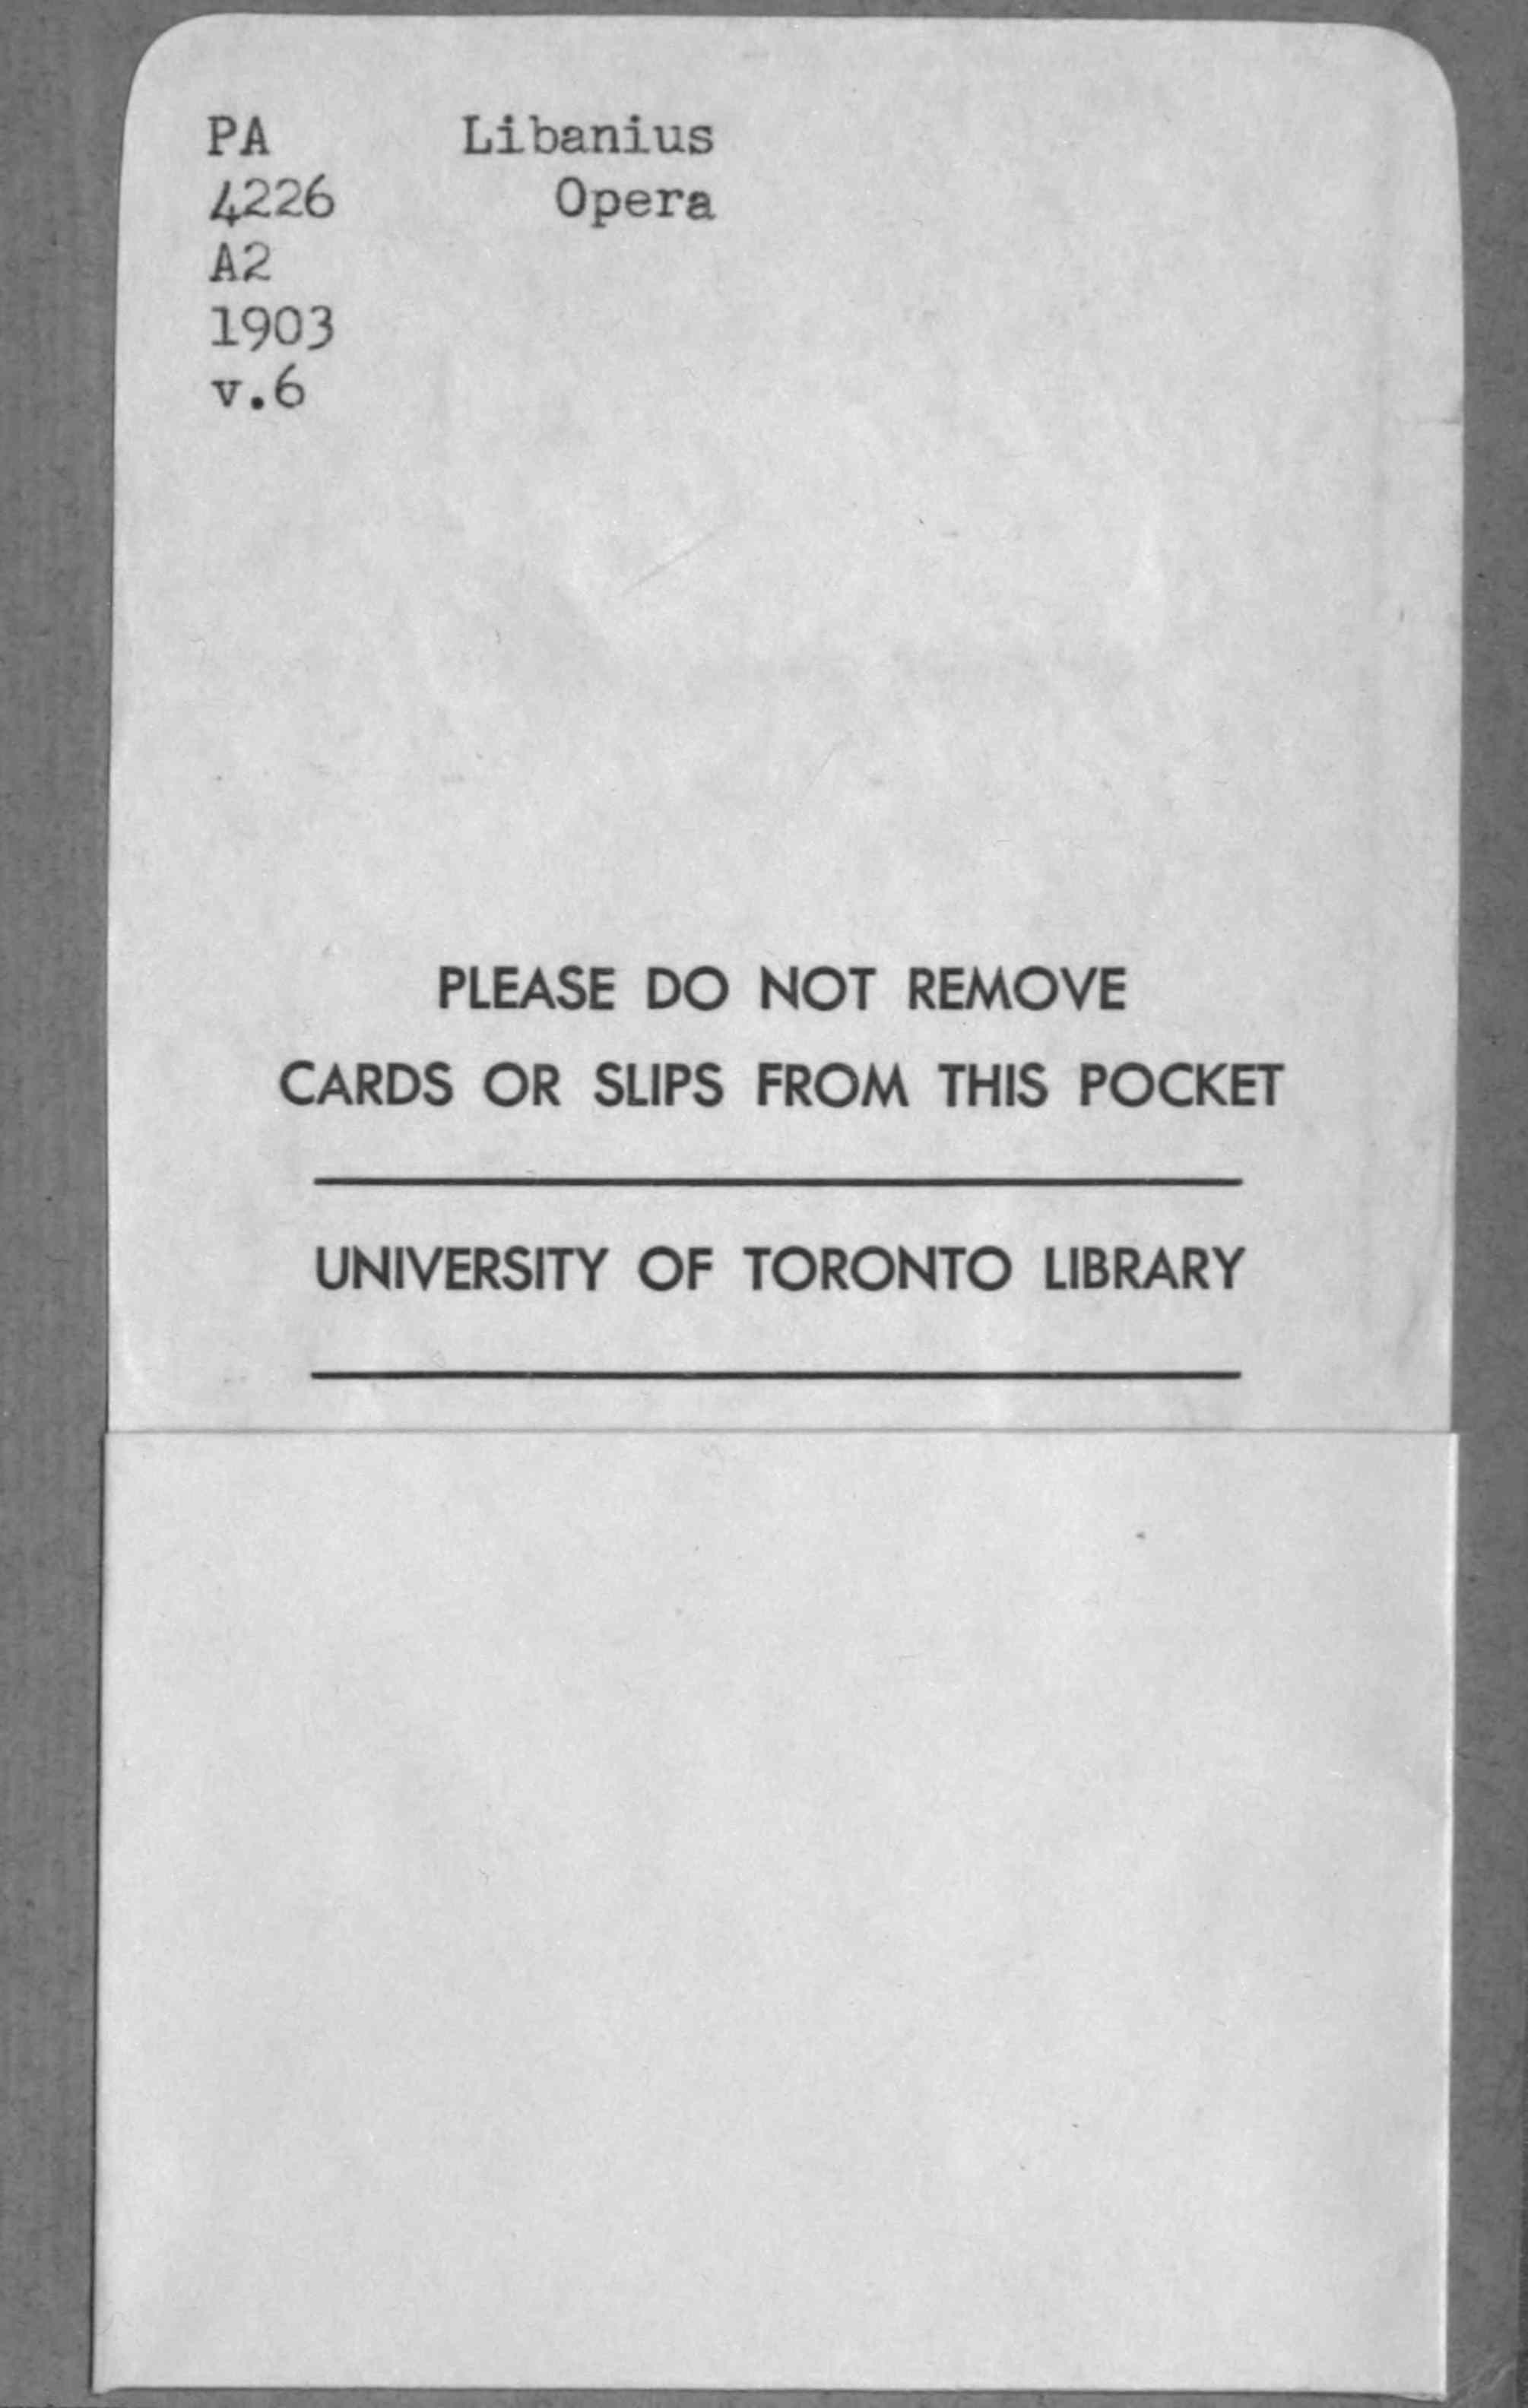 PA Libanius
4226 Opera
A2
1903
v.6
PLEASE DO NOT REMOVE
CARDS OR SLIPS FROM THIS POCKET
UNIVERSITY OF TORONTO LIBRARY